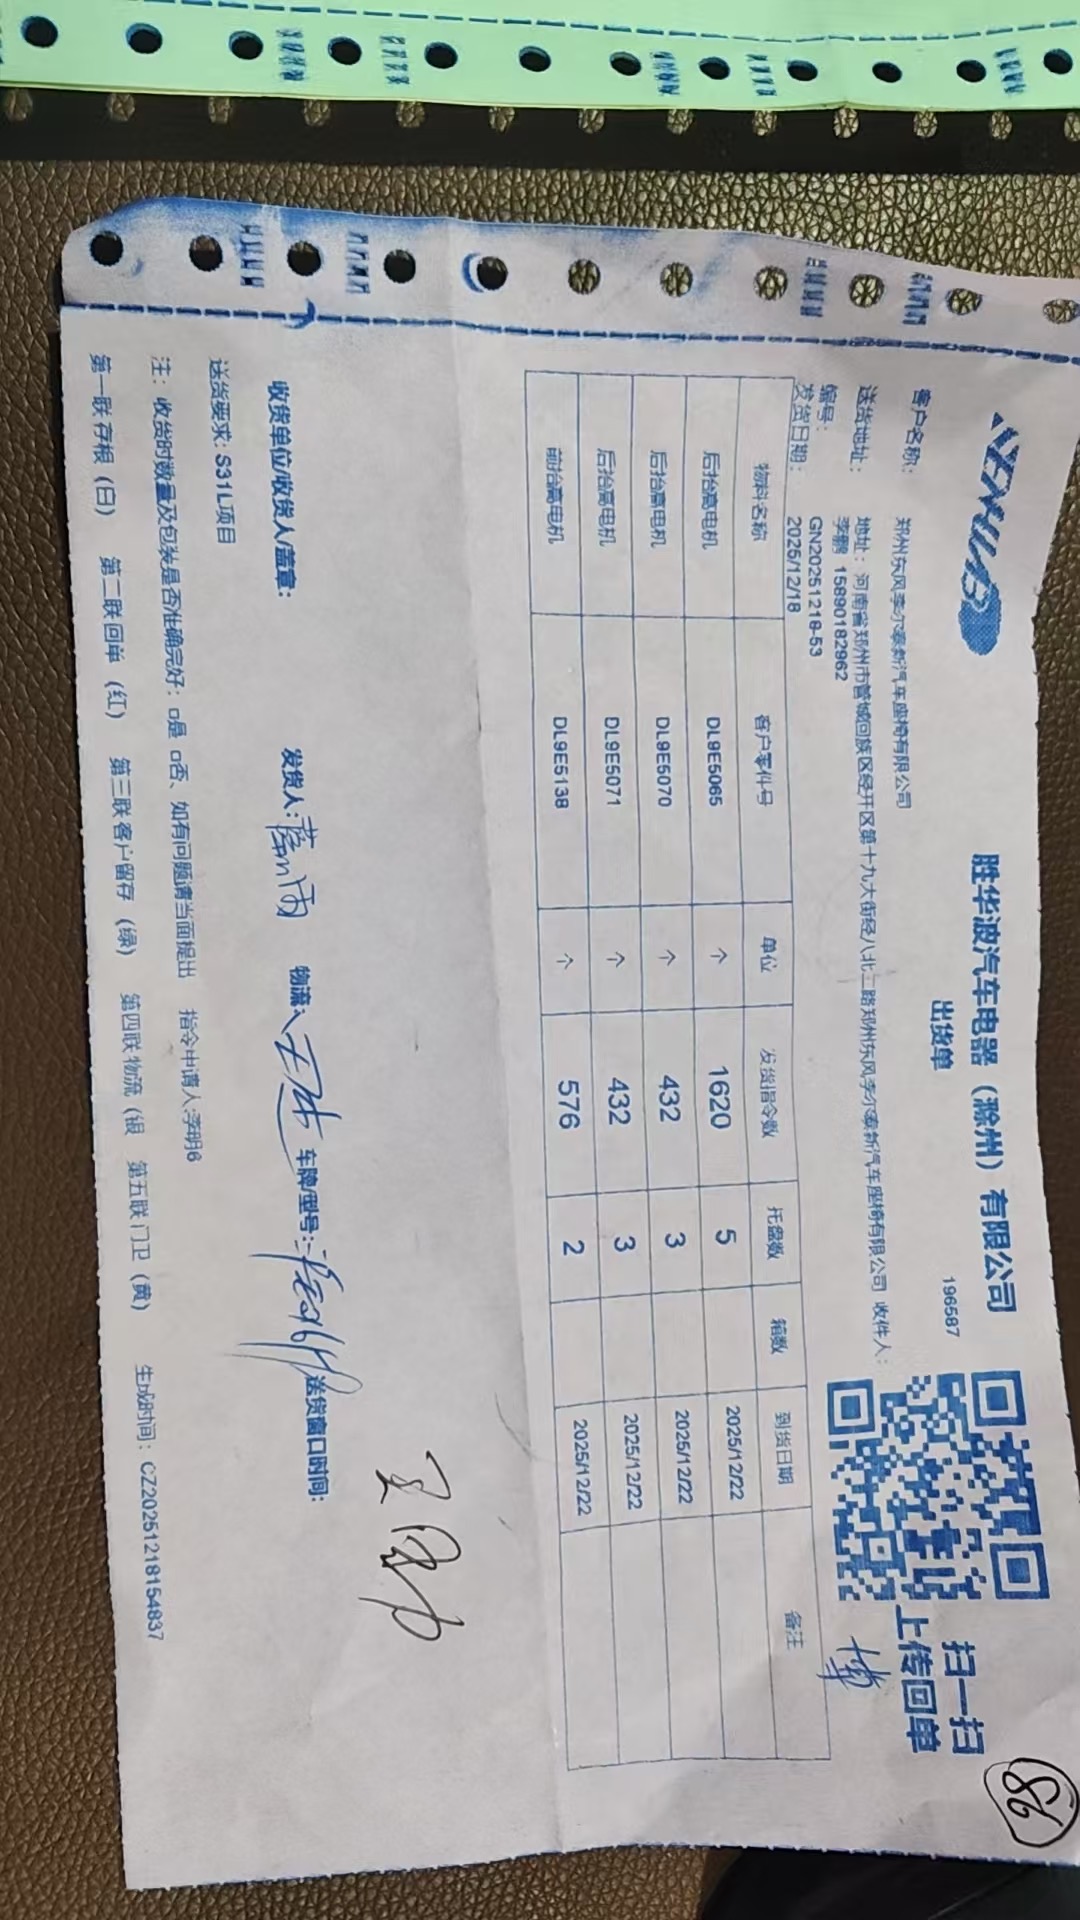 SHB
胜华波汽车电器（滁州）有限公司
出货单
196587
扫一扫
上传回单
28
客户名称： 郑州东风李尔泰新汽车座椅有限公司
送货地址： 地址：河南省郑州市管城回族区经开区第十九大街经八北三路郑州东风李尔泰新汽车座椅有限公司 收件人：
李鹏 15890182962
编号： GN20251218-53
发货日期： 2025/12/18
物料名称 客户零件号 单位 发货指令数 托盘数 箱数 到货日期 备注
后抬高电机 DL9E5065 个 1620 5 2025/12/22
后抬高电机 DL9E5070 个 432 3 2025/12/22
后抬高电机 DL9E5071 个 432 3 2025/12/22
前抬高电机 DL9E5138 个 576 2 2025/12/22
收货单位/收货人/盖章： 发货人: 物流: 车牌/型号: 送货窗口时间:
送货要求: S31L项目
注：收货时数量及包装是否准确完好：□是 □否、如有问题请当面提出 指令申请人:李明6
第一联 存根（白） 第二联 回单（红） 第三联 客户留存（绿） 第四联 物流（银 第五联 门卫（黄） 生成时间：CZ20251218154837